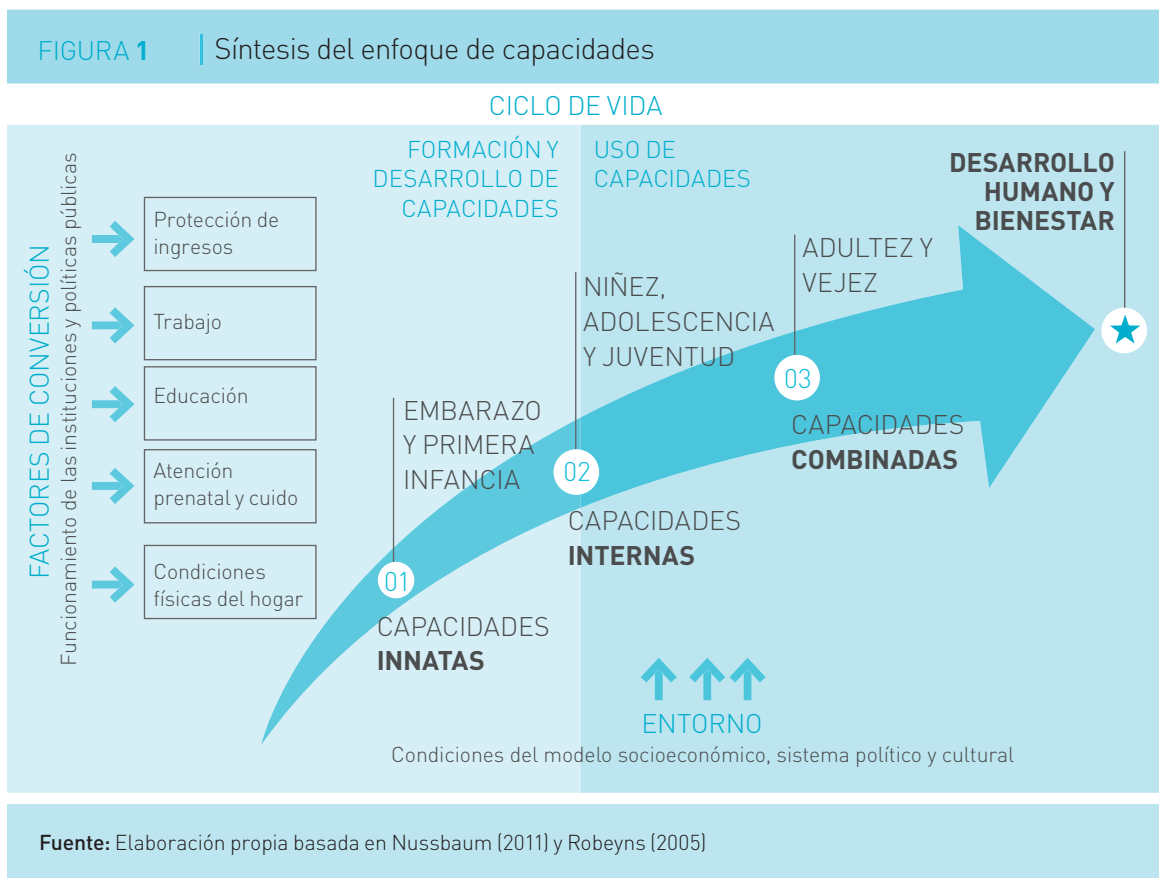 FIGURA 1 | Síntesis del enfoque de capacidades
CICLO DE VIDA
FACTORES DE CONVERSIÓN
Funcionamiento de las instituciones y políticas públicas
Protección de
ingresos
Trabajo
Educación
Atención
prenatal y cuido
Condiciones
físicas del hogar
FORMACIÓN Y
DESARROLLO DE
CAPACIDADES
USO DE
CAPACIDADES
EMBARAZO
Y PRIMERA
INFANCIA
01
CAPACIDADES
INNATAS
NIÑEZ,
ADOLESCENCIA
Y JUVENTUD
02
CAPACIDADES
INTERNAS
ADULTEZ Y
VEJEZ
03
CAPACIDADES
COMBINADAS
DESARROLLO
HUMANO Y
BIENESTAR
ENTORNO
Condiciones del modelo socioeconómico, sistema político y cultural
Fuente: Elaboración propia basada en Nussbaum (2011) y Robeyns (2005)